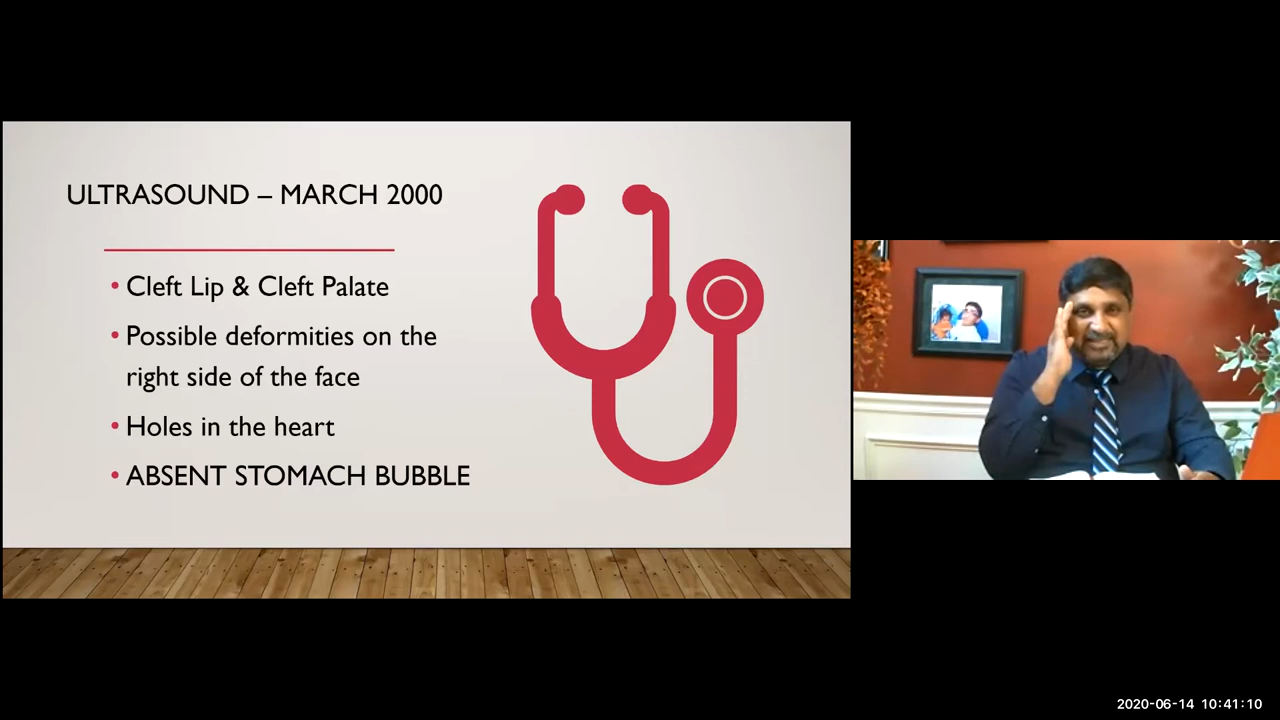 ULTRASOUND – MARCH 2000
• Cleft Lip & Cleft Palate
• Possible deformities on the
right side of the face
• Holes in the heart
• ABSENT STOMACH BUBBLE
2020-06-14 10:41:10